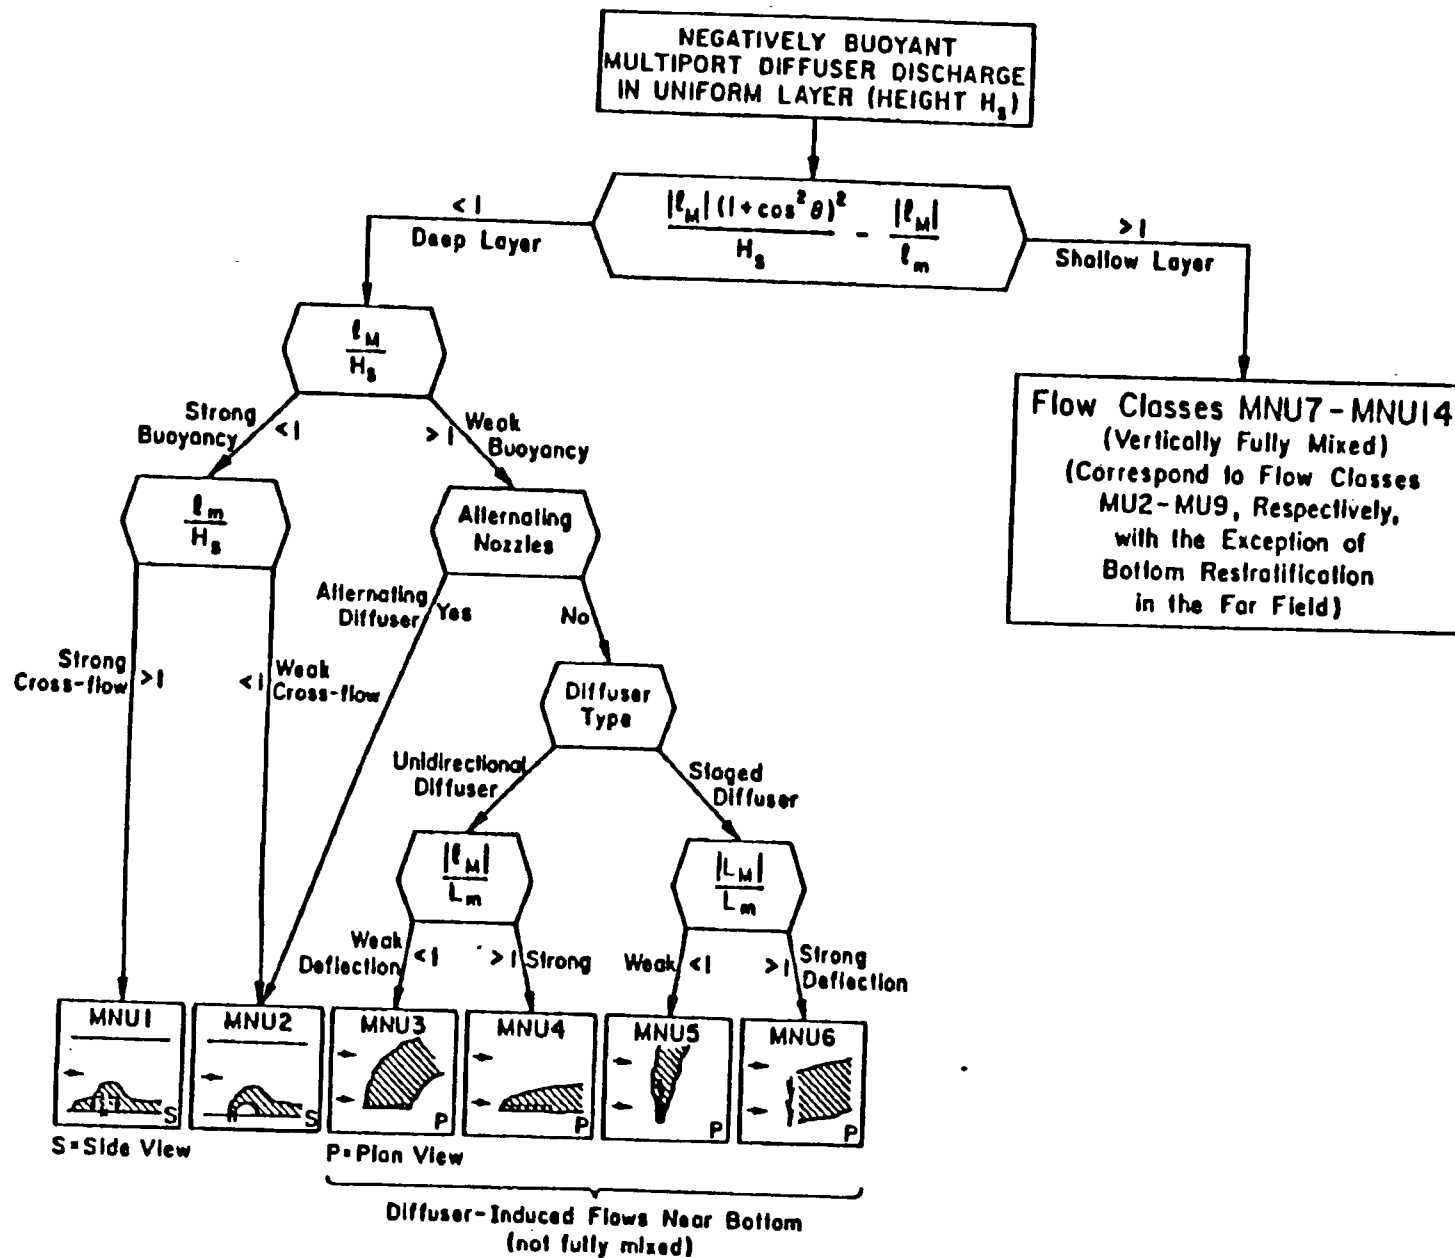 NEGATIVELY BUOYANT
MULTIPORT DIFFUSER DISCHARGE
IN UNIFORM LAYER (HEIGHT Hs)
<1
Deep Layer
|ℓM|(1+cos²θ)²
Hs
-
|ℓM|
ℓm
>1
Shallow Layer
ℓM
Hs
Flow Classes MNU7-MNU14
(Vertically Fully Mixed)
(Correspond to Flow Classes
MU2-MU9, Respectively,
with the Exception of
Bottom Restratification
in the Far Field)
Strong
Buoyancy
<1
>1
Weak
Buoyancy
ℓm
Hs
Alternating
Nozzles
Alternating
Diffuser
Yes
No
Strong
Cross-flow
>1
<1
Weak
Cross-flow
Diffuser
Type
Unidirectional
Diffuser
Staged
Diffuser
|ℓM|
Lm
|LM|
Lm
Weak
Deflection
<1
>1
Strong
Weak
<1
>1
Strong
Deflection
MNU1
S
MNU2
S
MNU3
P
MNU4
P
MNU5
P
MNU6
P
S=Side View
P=Plan View
Diffuser-Induced Flows Near Bottom
(not fully mixed)